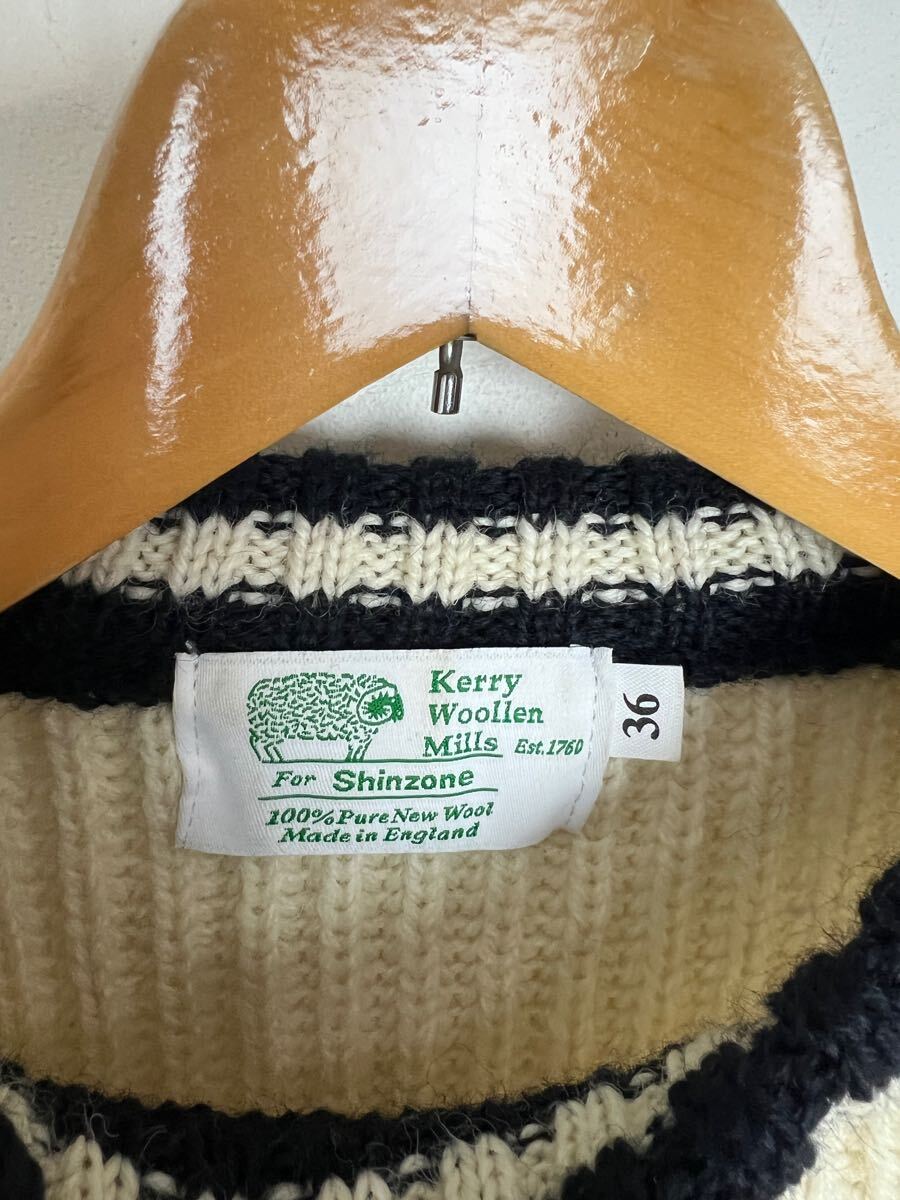 Kerry
Woollen
Mills Est.1760
For Shinzone
100% Pure New Wool
Made in England
36